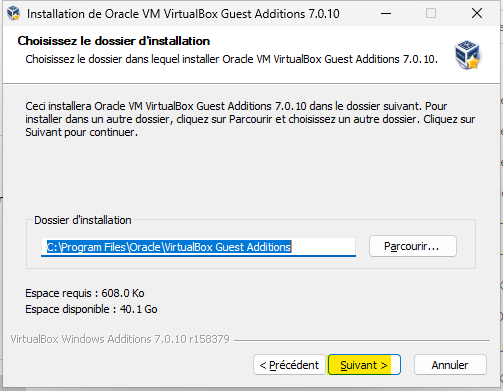 Installation de Oracle VM VirtualBox Guest Additions 7.0.10
Choisissez le dossier d'installation
Choisissez le dossier dans lequel installer Oracle VM VirtualBox Guest Additions 7.0.10.
Ceci installera Oracle VM VirtualBox Guest Additions 7.0.10 dans le dossier suivant. Pour
installer dans un autre dossier, cliquez sur Parcourir et choisissez un autre dossier. Cliquez sur
Suivant pour continuer.
Dossier d'installation
C:\Program Files\Oracle\VirtualBox Guest Additions
Parcourir...
Espace requis : 608.0 Ko
Espace disponible : 40.1 Go
VirtualBox Windows Additions 7.0.10 r158379
< Précédent
Suivant >
Annuler